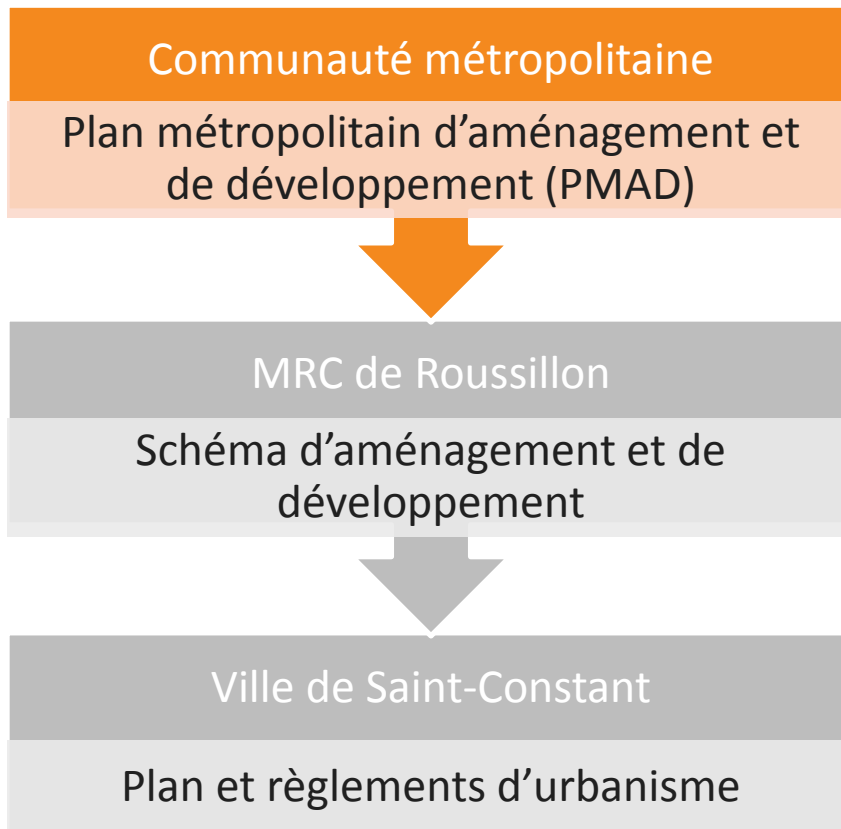 Communauté métropolitaine
Plan métropolitain d’aménagement et
de développement (PMAD)
MRC de Roussillon
Schéma d’aménagement et de
développement
Ville de Saint-Constant
Plan et règlements d’urbanisme